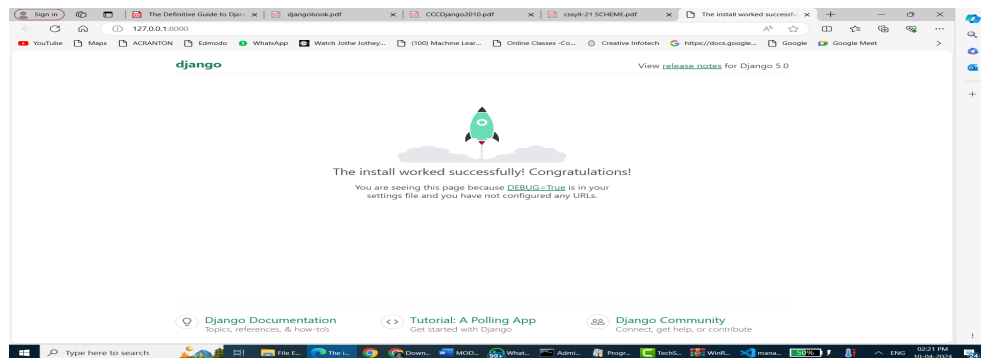 Sign in
The Definitive Guide to Djan
djangobook.pdf
CCCDjango2010.pdf
cssyll-21 SCHEME.pdf
The install worked successfu
127.0.0.1:8000
YouTube
Maps
ACRANTON
Edmodo
WhatsApp
Watch Jothe Jothey...
(100) Machine Lear...
Online Classes -Co...
Creative Infotech
https://docs.google...
Google
Google Meet
django
View release notes for Django 5.0
The install worked successfully! Congratulations!
You are seeing this page because DEBUG=True is in your
settings file and you have not configured any URLs.
Django Documentation
Topics, references, & how-to's
Tutorial: A Polling App
Get started with Django
Django Community
Connect, get help, or contribute
Type here to search
File E...
The i...
Down...
MOD...
99+
What...
Admi...
Progr...
TechS...
WinR...
mana...
50%
ENG
02:21 PM
10-04-2024
24